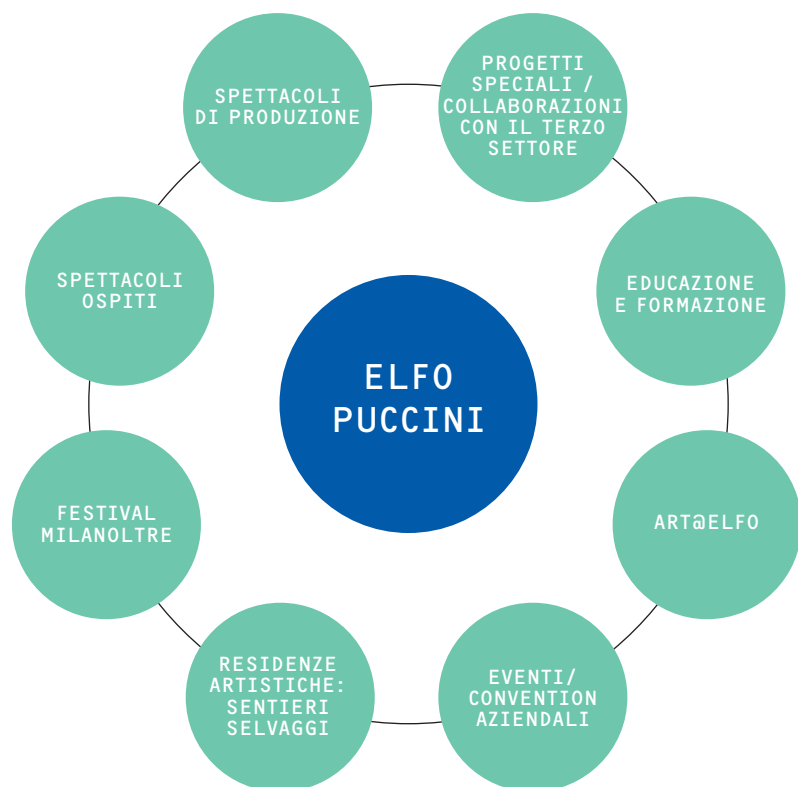 SPETTACOLI
DI PRODUZIONE
PROGETTI
SPECIALI /
COLLABORAZIONI
CON IL TERZO
SETTORE
EDUCAZIONE
E FORMAZIONE
ART@ELFO
EVENTI/
CONVENTION
AZIENDALI
RESIDENZE
ARTISTICHE:
SENTIERI
SELVAGGI
FESTIVAL
MILANOLTRE
SPETTACOLI
OSPITI
ELFO
PUCCINI